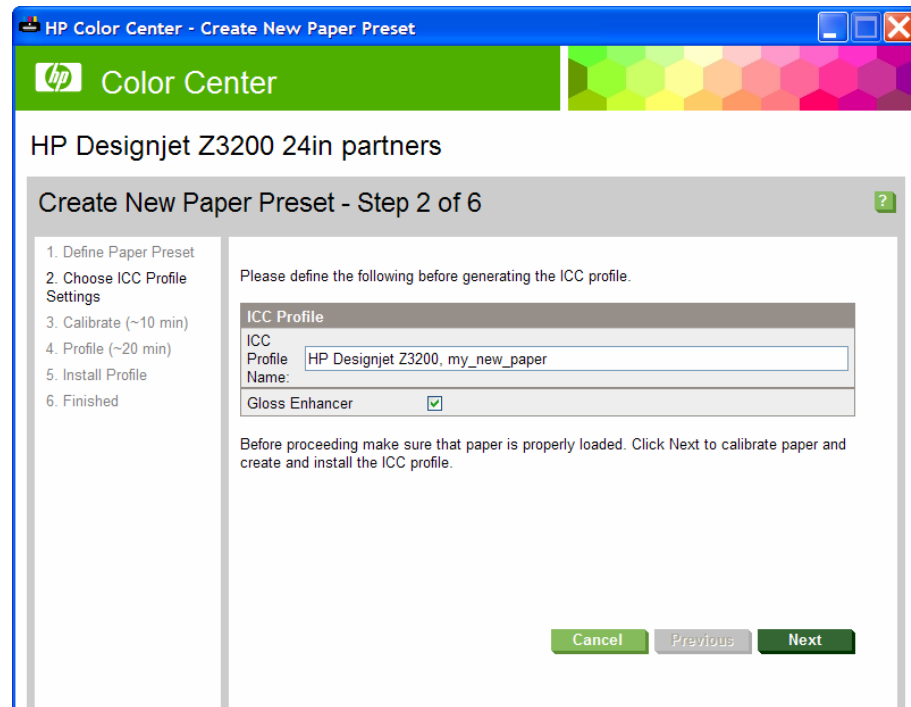 HP Color Center - Create New Paper Preset
hp Color Center
HP Designjet Z3200 24in partners
Create New Paper Preset - Step 2 of 6
?
1. Define Paper Preset
2. Choose ICC Profile
Settings
3. Calibrate (~10 min)
4. Profile (~20 min)
5. Install Profile
6. Finished
Please define the following before generating the ICC profile.
ICC Profile
ICC
Profile
Name:
HP Designjet Z3200, my_new_paper
Gloss Enhancer
Before proceeding make sure that paper is properly loaded. Click Next to calibrate paper and
create and install the ICC profile.
Cancel Previous Next